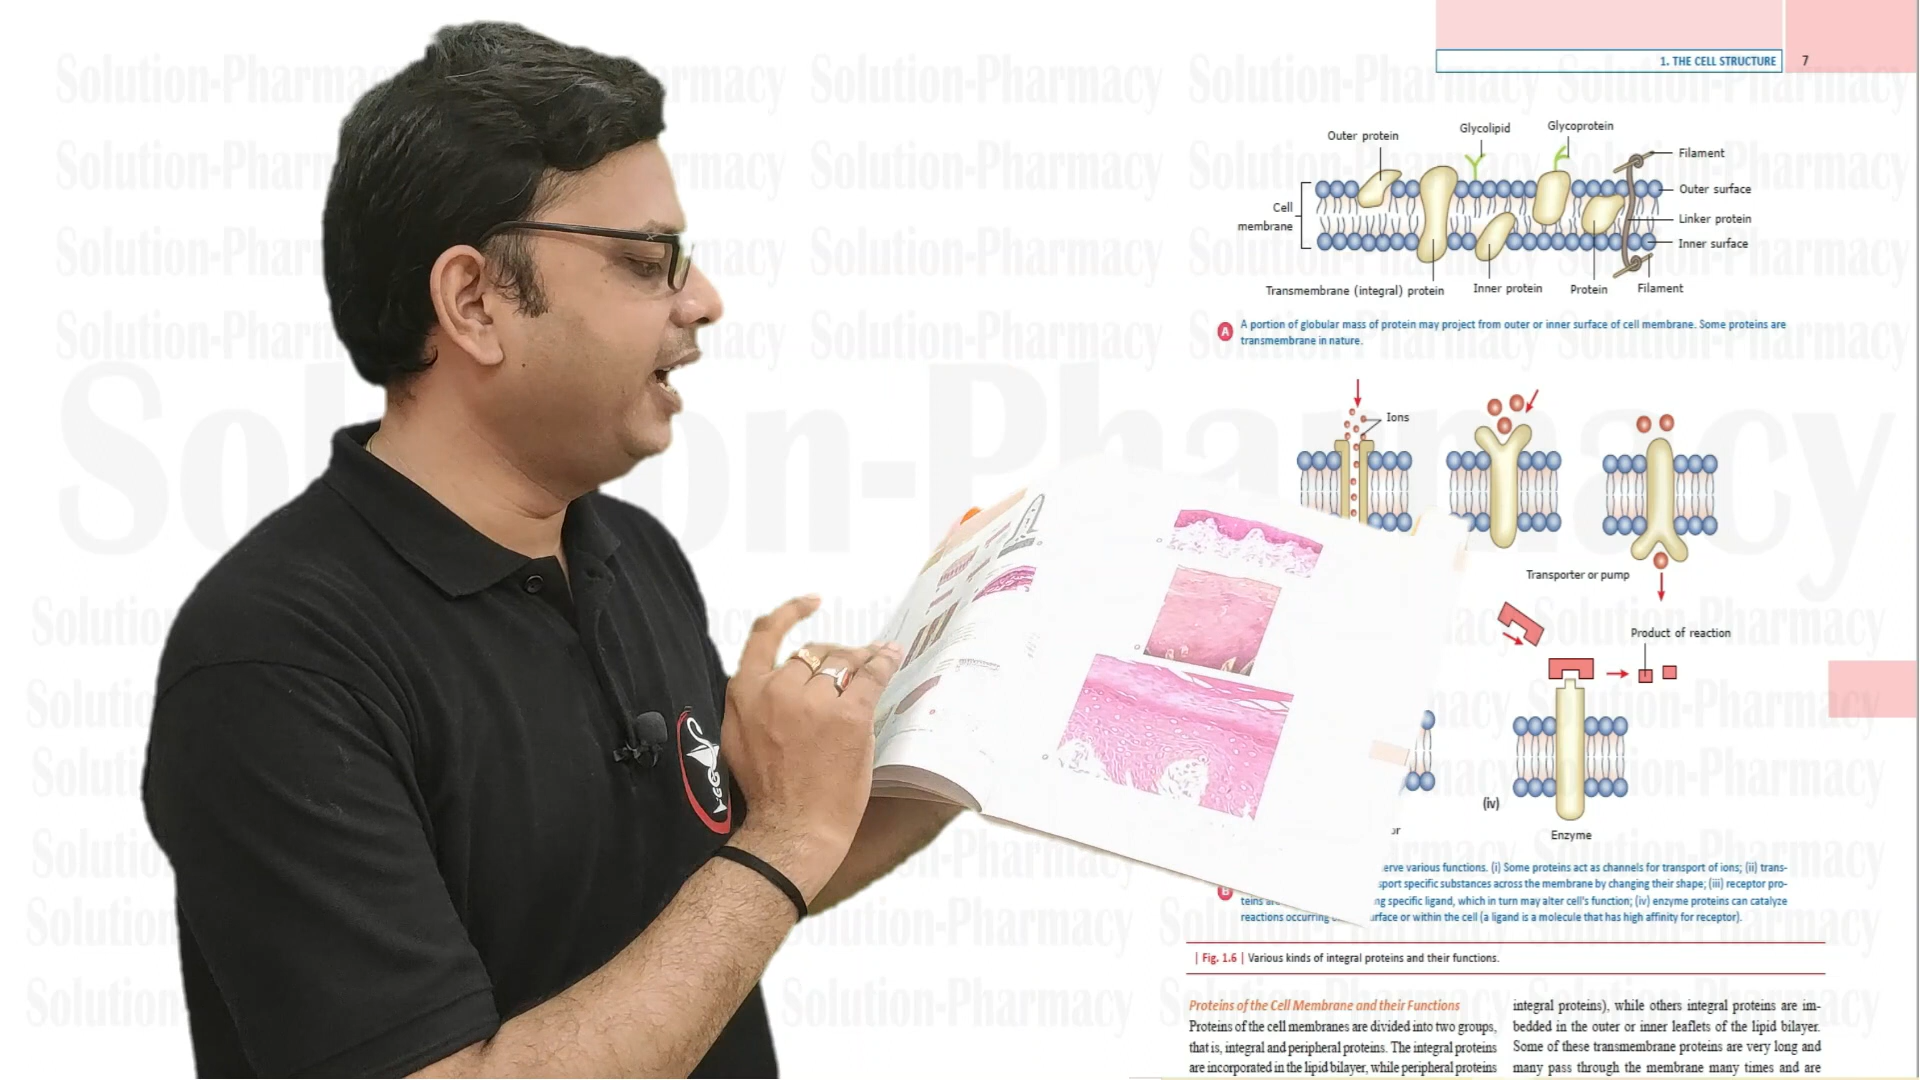 Solution-Pharmacy
1. THE CELL STRUCTURE 7
Outer protein
Glycolipid
Glycoprotein
Filament
Outer surface
Cell
membrane
Linker protein
Inner surface
Transmembrane (integral) protein
Inner protein
Protein
Filament
A A portion of globular mass of protein may project from outer or inner surface of cell membrane. Some proteins are
transmembrane in nature.
Ions
Transporter or pump
Product of reaction
(iv)
Enzyme
B
erve various functions. (i) Some proteins act as channels for transport of ions; (ii) trans-
sport specific substances across the membrane by changing their shape; (iii) receptor pro-
teins ng specific ligand, which in turn may alter cell's function; (iv) enzyme proteins can catalyze
reactions occurring urface or within the cell (a ligand is a molecule that has high affinity for receptor).
| Fig. 1.6 | Various kinds of integral proteins and their functions.
Proteins of the Cell Membrane and their Functions
Proteins of the cell membranes are divided into two groups,
that is, integral and peripheral proteins. The integral proteins
are incorporated in the lipid bilayer, while peripheral proteins
integral proteins), while others integral proteins are im-
bedded in the outer or inner leaflets of the lipid bilayer.
Some of these transmembrane proteins are very long and
many pass through the membrane many times and are